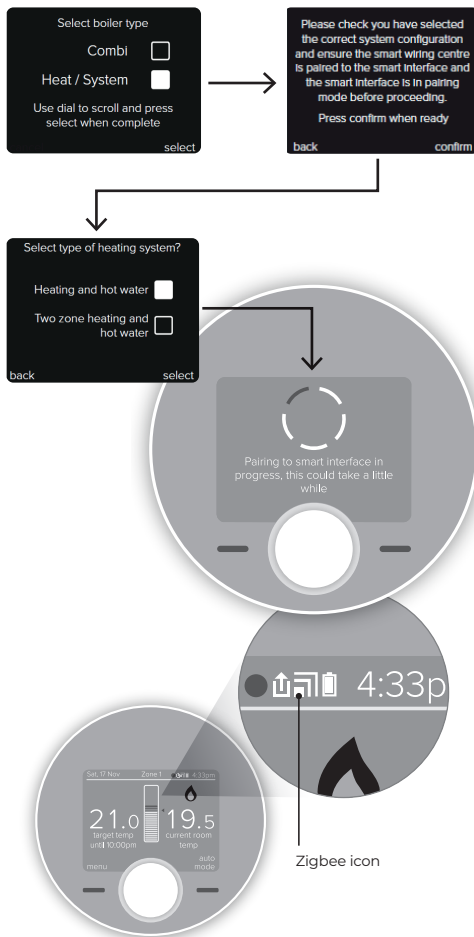 Select boiler type
Combi
Heat / System
Use dial to scroll and press
select when complete
select
Please check you have selected
the correct system configuration
and ensure the smart wiring centre
is paired to the smart interface and
the smart interface is in pairing
mode before proceeding.
Press confirm when ready
back confirm
Select type of heating system?
Heating and hot water
Two zone heating and
hot water
back select
Pairing to smart interface in
progress, this could take a little
while
4:33p
Sat, 17 Nov Zone 1 4:33pm
21.0 19.5
target temp current room
until 10:00pm temp
menu auto
mode
Zigbee icon